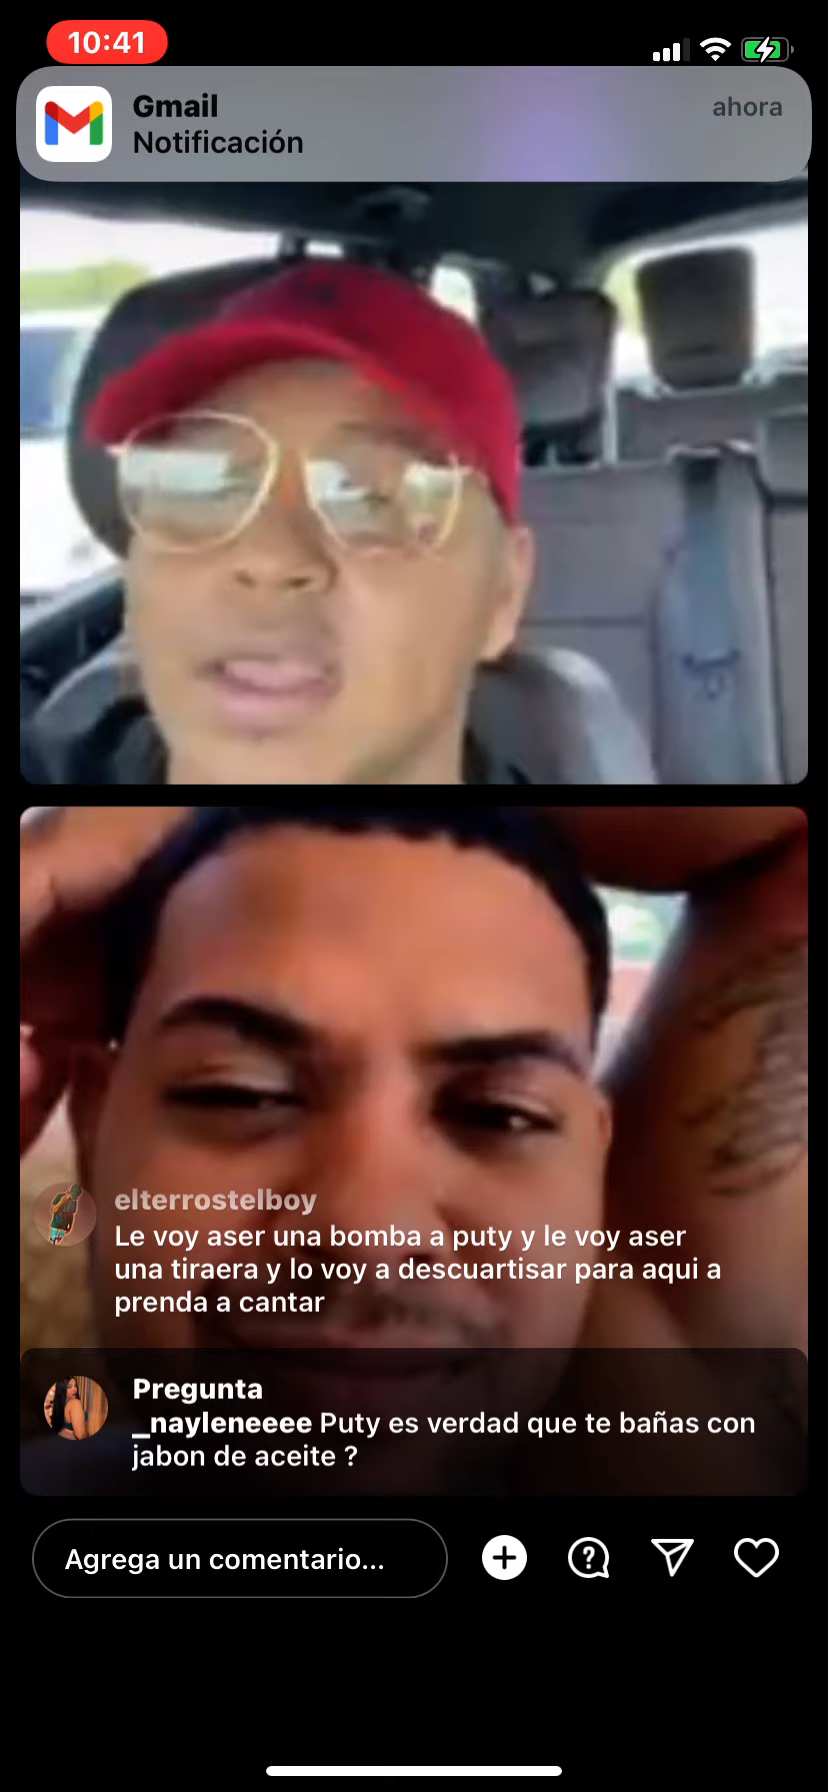 10:41
Gmail
ahora
Notificación
elterrostelboy
Le voy aser una bomba a puty y le voy aser
una tiraera y lo voy a descuartisar para aqui a
prenda a cantar
Pregunta
_nayleneeee Puty es verdad que te bañas con
jabon de aceite ?
Agrega un comentario...